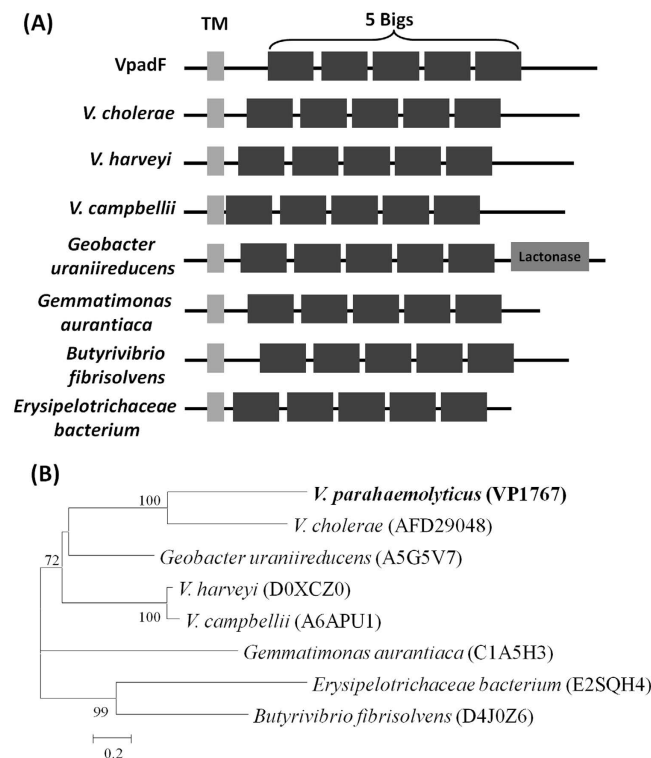 (A)
TM
5 Bigs
VpadF
V. cholerae
V. harveyi
V. campbellii
Geobacter
uraniireducens
Lactonase
Gemmatimonas
aurantiaca
Butyrivibrio
fibrisolvens
Erysipelotrichaceae
bacterium
(B)
100
V. parahaemolyticus (VP1767)
V. cholerae (AFD29048)
72
Geobacter uraniireducens (A5G5V7)
V. harveyi (D0XCZ0)
100
V. campbellii (A6APU1)
Gemmatimonas aurantiaca (C1A5H3)
Erysipelotrichaceae bacterium (E2SQH4)
99
Butyrivibrio fibrisolvens (D4J0Z6)
0.2